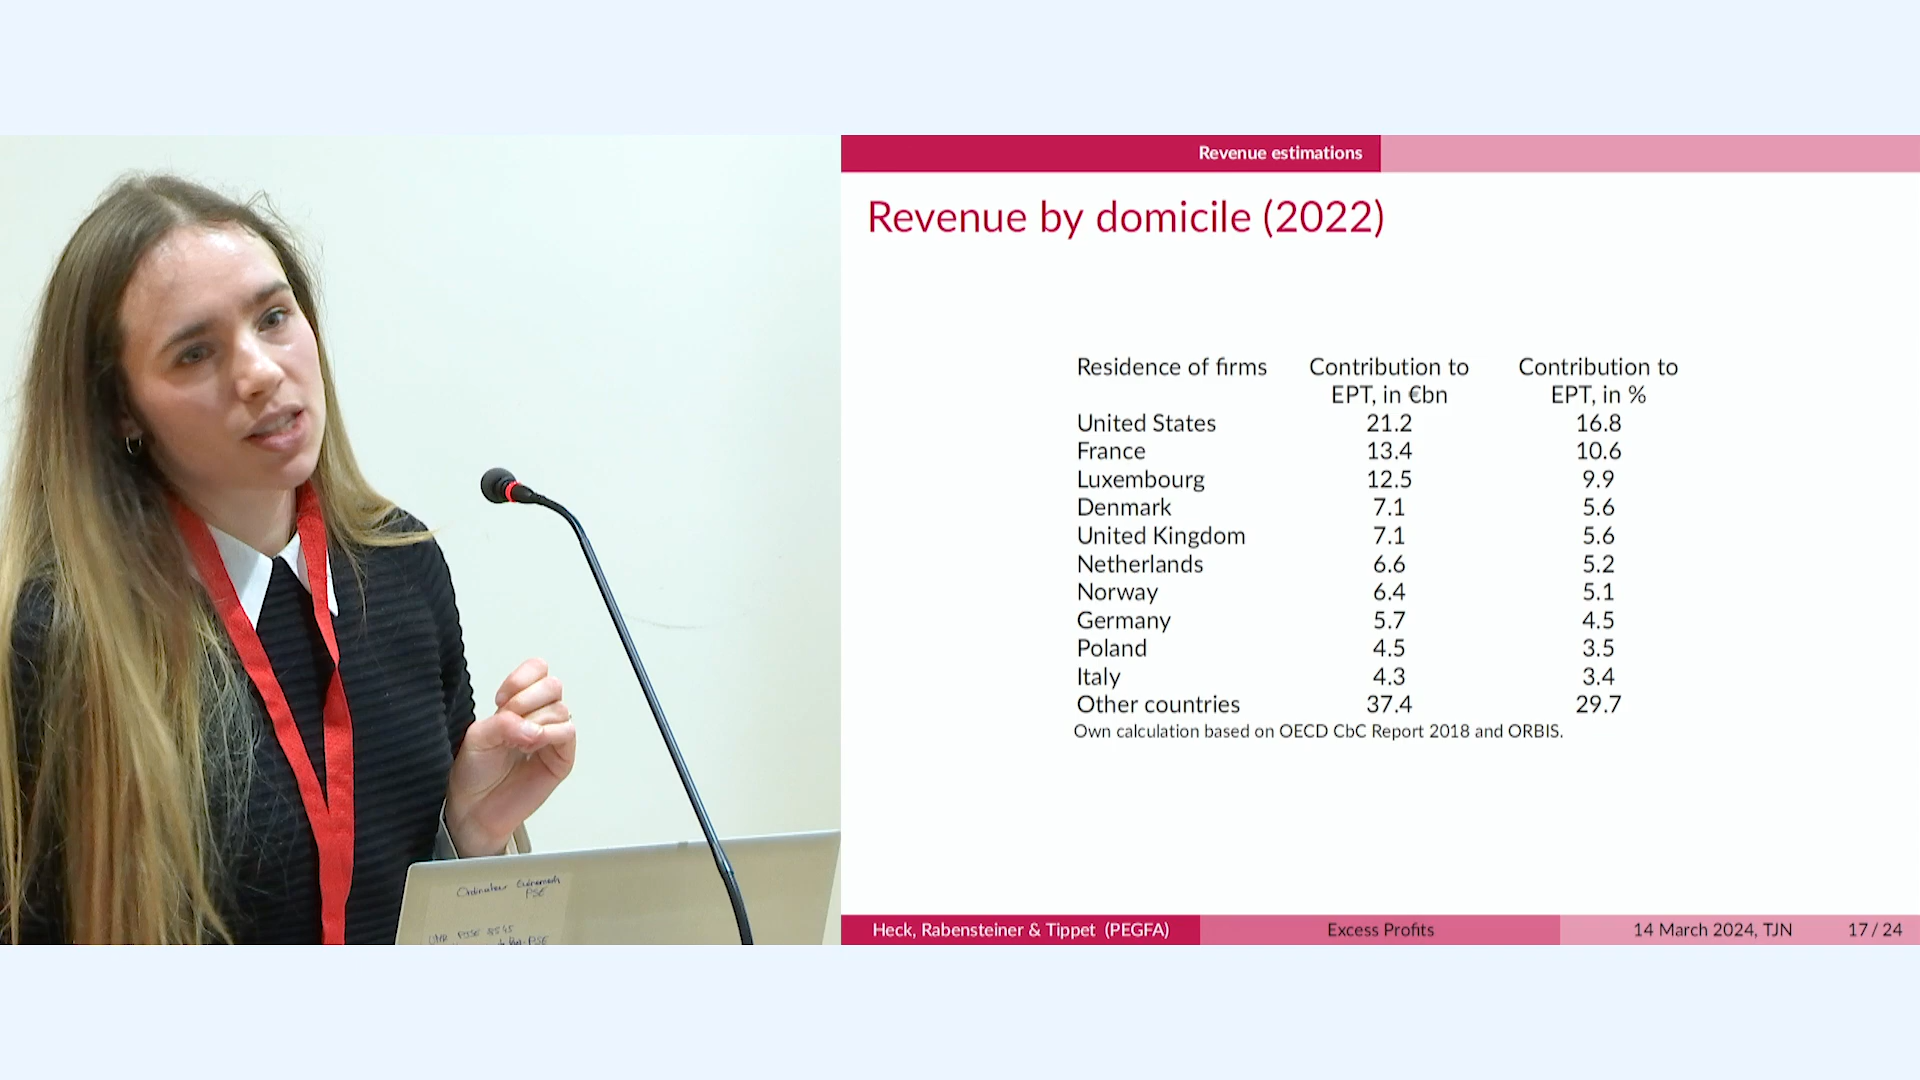 Revenue estimations
Revenue by domicile (2022)
Residence of firms Contribution to Contribution to
EPT, in €bn EPT, in %
United States 21.2 16.8
France 13.4 10.6
Luxembourg 12.5 9.9
Denmark 7.1 5.6
United Kingdom 7.1 5.6
Netherlands 6.6 5.2
Norway 6.4 5.1
Germany 5.7 4.5
Poland 4.5 3.5
Italy 4.3 3.4
Other countries 37.4 29.7
Own calculation based on OECD CbC Report 2018 and ORBIS.
Heck, Rabensteiner & Tippet (PEGFA) Excess Profits 14 March 2024, TJN 17 / 24
PSE